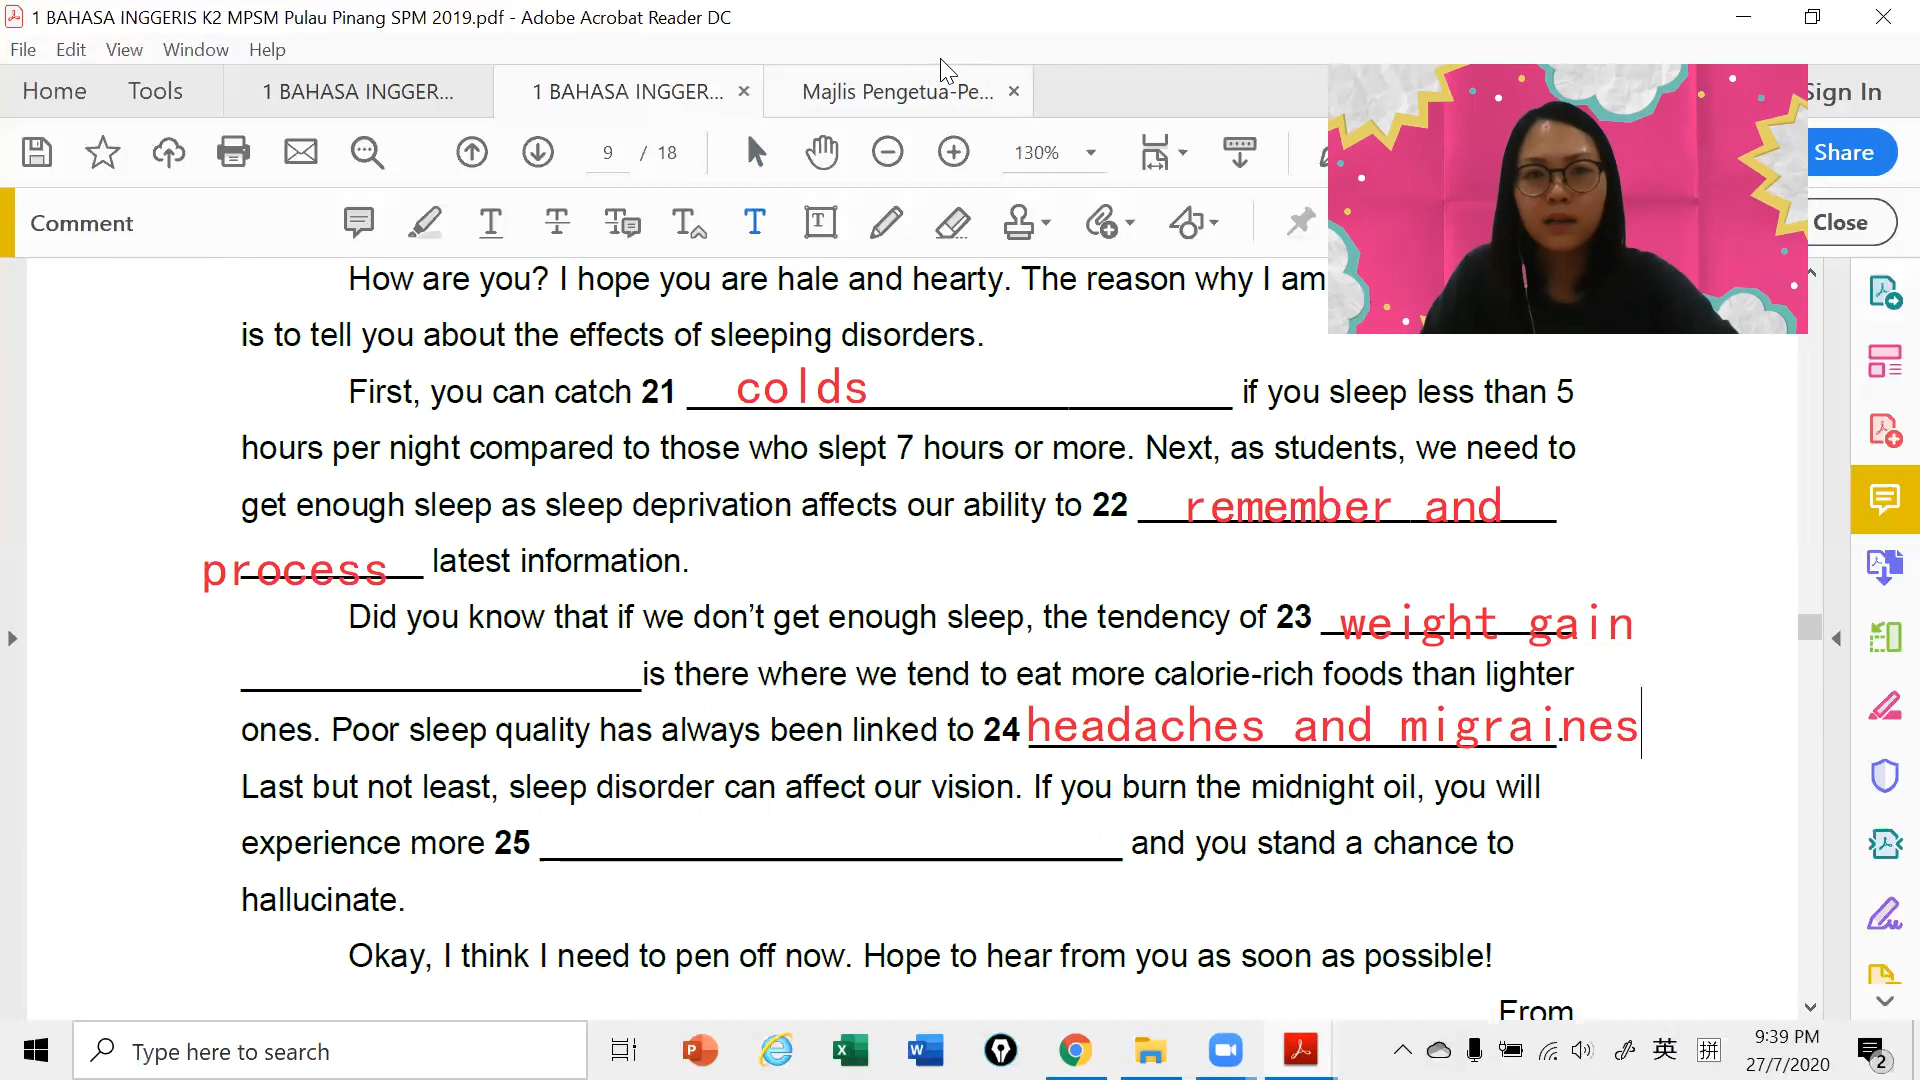 1 BAHASA INGGERIS K2 MPSM Pulau Pinang SPM 2019.pdf - Adobe Acrobat Reader DC
File Edit View Window Help
Home Tools 1 BAHASA INGGER... 1 BAHASA INGGER... Majlis Pengetua-Pe... Sign In
9 / 18 130% Share
Comment Close
How are you? I hope you are hale and hearty. The reason why I am
is to tell you about the effects of sleeping disorders.
First, you can catch 21 colds if you sleep less than 5
hours per night compared to those who slept 7 hours or more. Next, as students, we need to
get enough sleep as sleep deprivation affects our ability to 22 remember and
process latest information.
Did you know that if we don't get enough sleep, the tendency of 23 weight gain
is there where we tend to eat more calorie-rich foods than lighter
ones. Poor sleep quality has always been linked to 24 headaches and migraines.
Last but not least, sleep disorder can affect our vision. If you burn the midnight oil, you will
experience more 25 and you stand a chance to
hallucinate.
Okay, I think I need to pen off now. Hope to hear from you as soon as possible!
From
Type here to search
英 拼 9:39 PM
27/7/2020 2